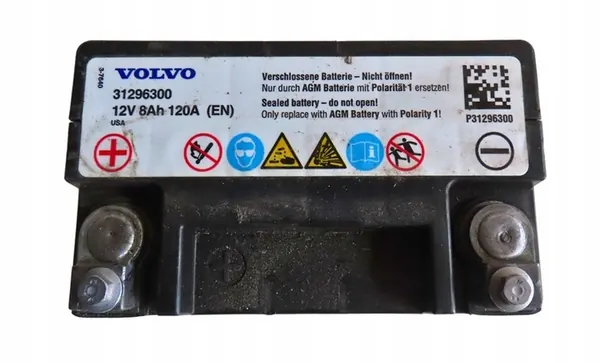 3-7640
VOLVO
31296300
12V 8Ah 120A (EN)
USA
Verschlossene Batterie – Nicht öffnen!
Nur durch AGM Batterie mit Polarität 1 ersetzen!
Sealed battery – do not open!
Only replace with AGM Battery with Polarity 1!
P31296300